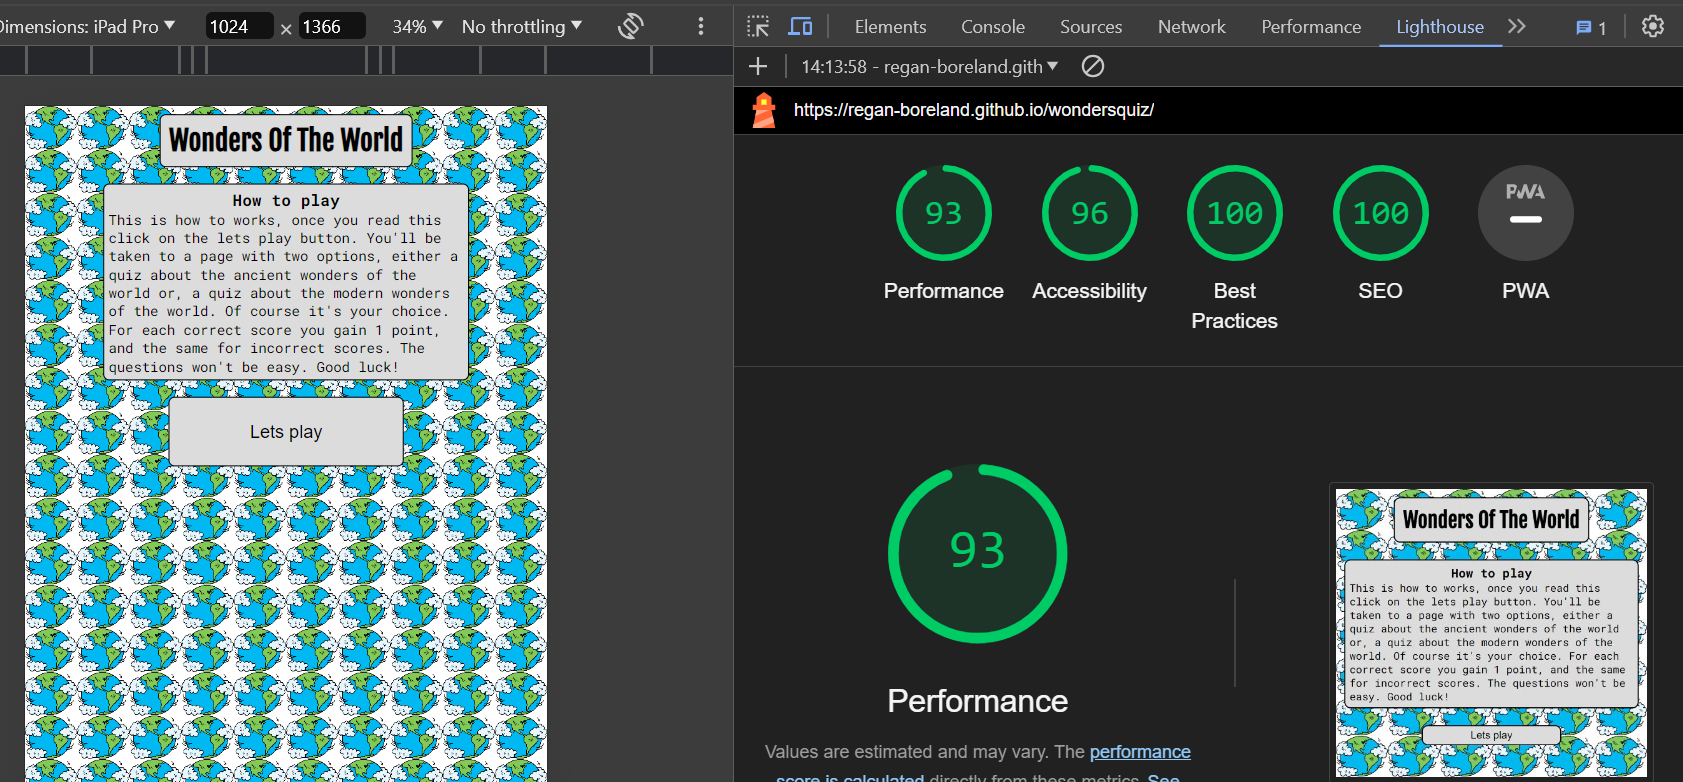 Dimensions: iPad Pro ▼ 1024 × 1366 34% ▼ No throttling ▼
Elements Console Sources Network Performance Lighthouse 1
14:13:58 - regan-boreland.gith ▼
https://regan-boreland.github.io/wondersquiz/
Wonders Of The World
How to play
This is how to works, once you read this
click on the lets play button. You'll be
taken to a page with two options, either a
quiz about the ancient wonders of the
world or, a quiz about the modern wonders
of the world. Of course it's your choice.
For each correct score you gain 1 point,
and the same for incorrect scores. The
questions won't be easy. Good luck!
Lets play
93 96 100 100 PWA
Performance Accessibility Best SEO PWA
Practices
93
Performance
Values are estimated and may vary. The performance
score is calculated directly from these metrics. See
Wonders Of The World
How to play
This is how to works, once you read this
click on the lets play button. You'll be
taken to a page with two options, either a
quiz about the ancient wonders of the world
or, a quiz about the modern wonders of the
world. Of course it's your choice. For each
correct score you gain 1 point, and the same
for incorrect scores. The questions won't be
easy. Good luck!
Lets play